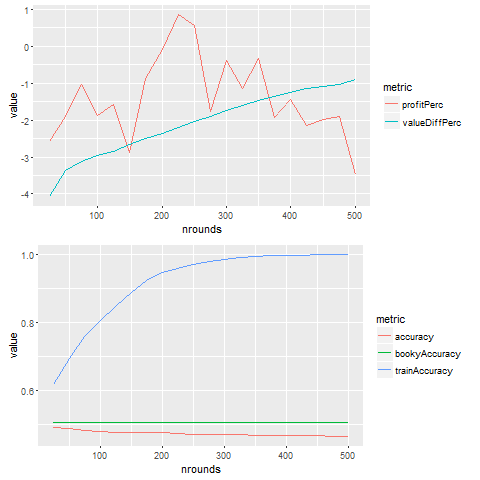 1
0
-1
-2
-3
-4
value
100
200
300
400
500
nrounds
metric
profitPerc
valueDiffPerc
1.0
0.8
0.6
value
100
200
300
400
500
nrounds
metric
accuracy
bookyAccuracy
trainAccuracy